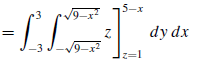 = ∫_{-3}^{3} ∫_{-√(9-x²)}^{√(9-x²)} z ]_{z=1}^{5-x} dy dx